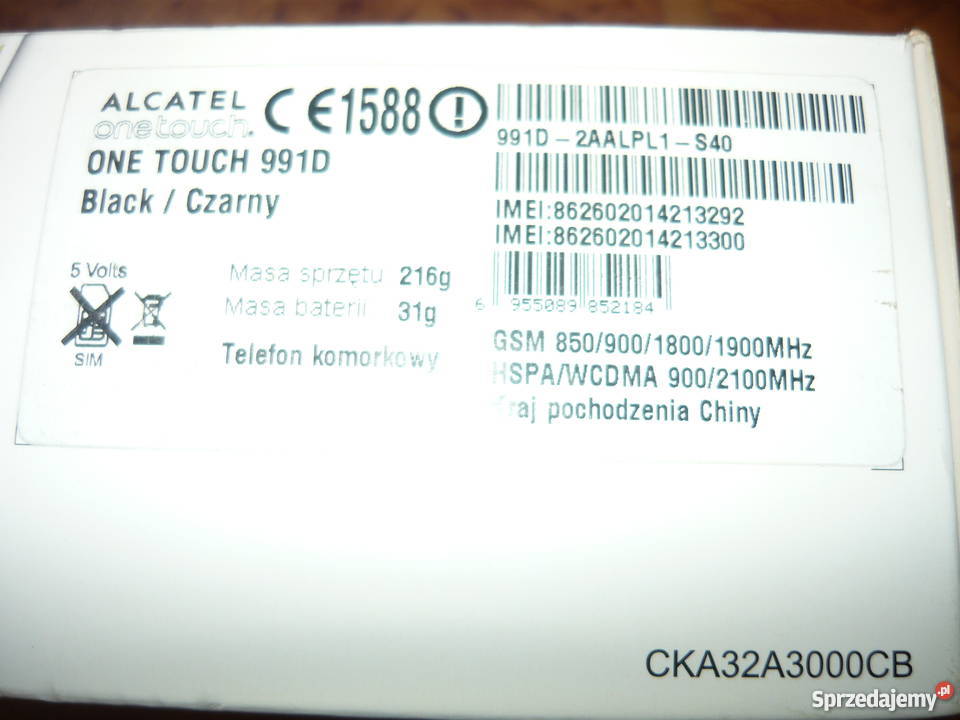 ALCATEL
onetouch.
CE1588
ONE TOUCH 991D
Black / Czarny
991D-2AALPL1-S40
IMEI:862602014213292
IMEI:862602014213300
6 955089 852184
5 Volts
SIM
Masa sprzętu 216g
Masa baterii 31g
Telefon komorkowy
GSM 850/900/1800/1900MHz
HSPA/WCDMA 900/2100MHz
Kraj pochodzenia Chiny
CKA32A3000CB
Sprzedajemy.pl